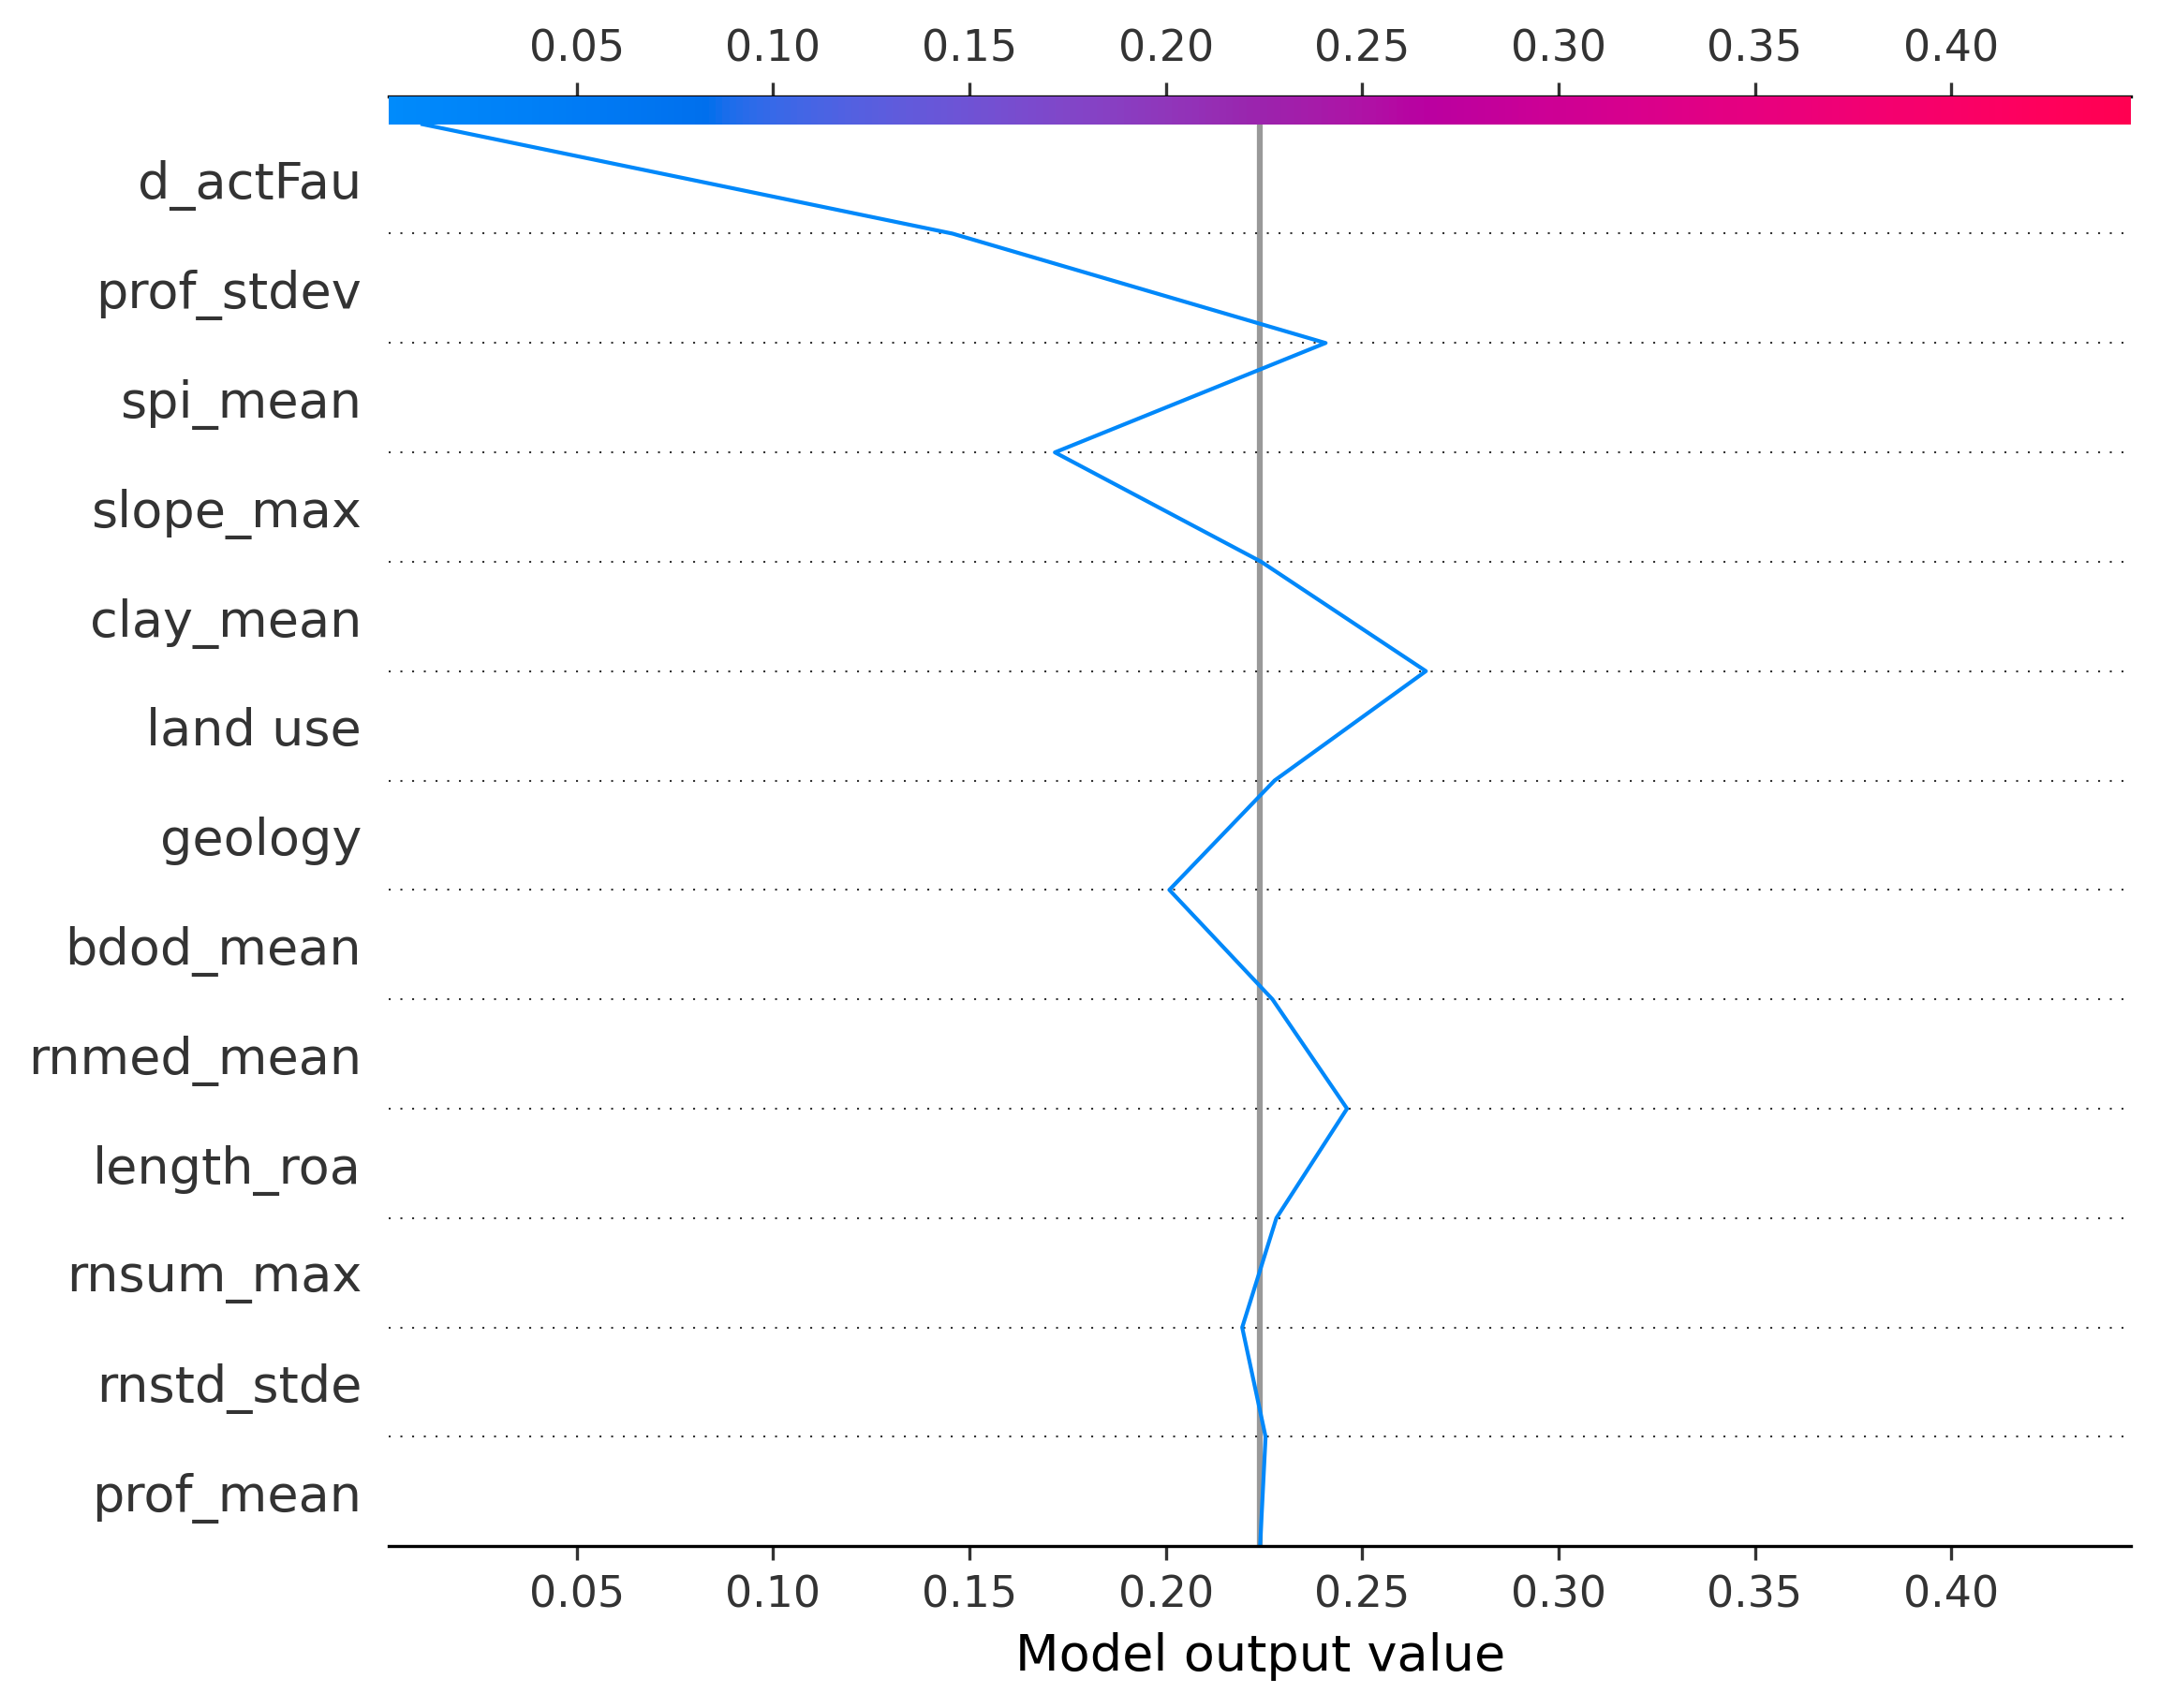 0.05 0.10 0.15 0.20 0.25 0.30 0.35 0.40
d_actFau
prof_stdev
spi_mean
slope_max
clay_mean
land use
geology
bdod_mean
rnmed_mean
length_roa
rnsum_max
rnstd_stde
prof_mean
0.05 0.10 0.15 0.20 0.25 0.30 0.35 0.40
Model output value